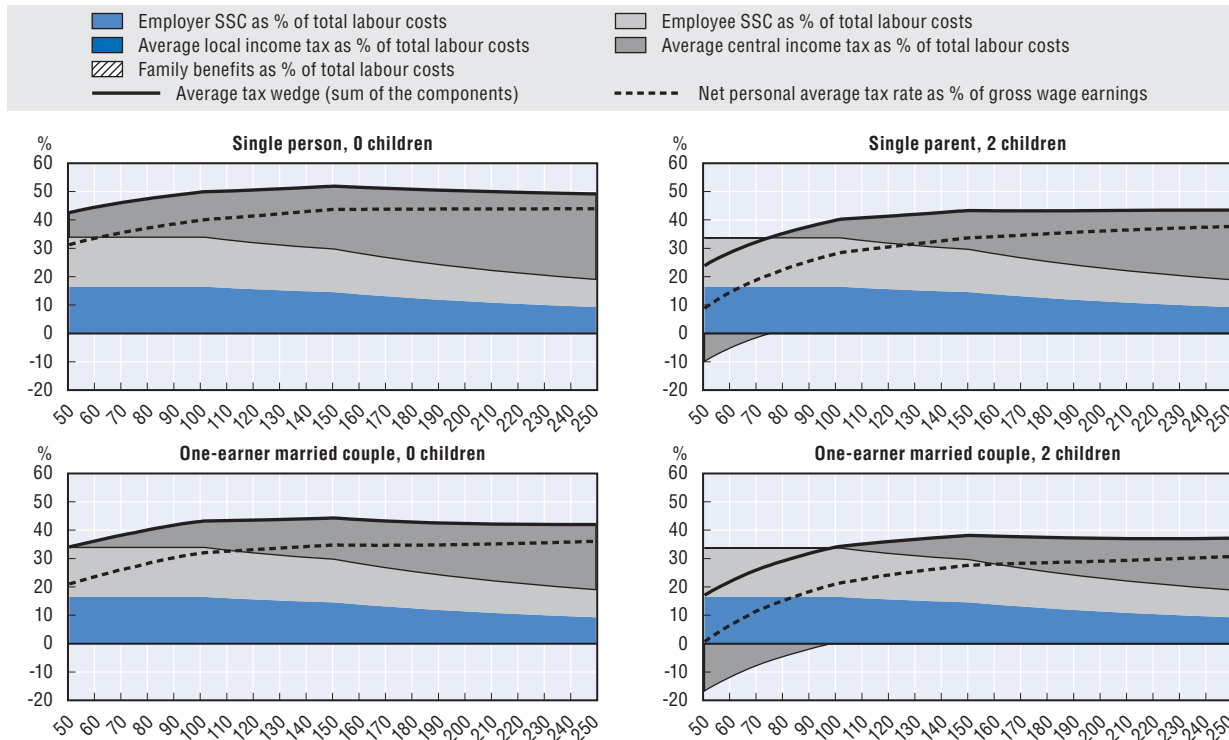 Employer SSC as % of total labour costs
Employee SSC as % of total labour costs
Average local income tax as % of total labour costs
Average central income tax as % of total labour costs
Family benefits as % of total labour costs
Average tax wedge (sum of the components)
Net personal average tax rate as % of gross wage earnings
%
Single person, 0 children
60
50
40
30
20
10
0
-10
-20
50 60 70 80 90 100 110 120 130 140 150 160 170 180 190 200 210 220 230 240 250
%
Single parent, 2 children
60
50
40
30
20
10
0
-10
-20
50 60 70 80 90 100 110 120 130 140 150 160 170 180 190 200 210 220 230 240 250
%
One-earner married couple, 0 children
60
50
40
30
20
10
0
-10
-20
50 60 70 80 90 100 110 120 130 140 150 160 170 180 190 200 210 220 230 240 250
%
One-earner married couple, 2 children
60
50
40
30
20
10
0
-10
-20
50 60 70 80 90 100 110 120 130 140 150 160 170 180 190 200 210 220 230 240 250